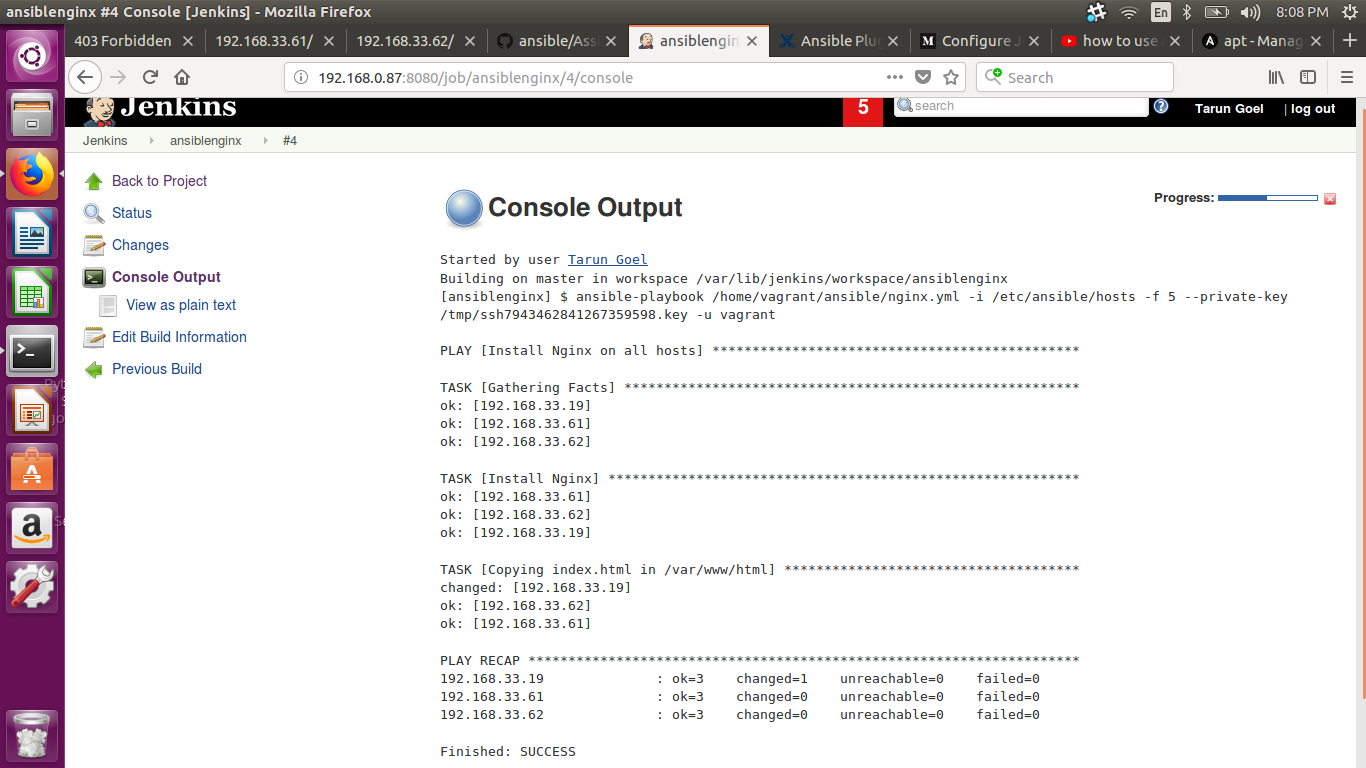 ansiblenginx #4 Console [Jenkins] - Mozilla Firefox
En
8:08 PM
403 Forbidden
192.168.33.61/
192.168.33.62/
ansible/Ass
ansiblengin
Ansible Plug
Configure J
how to use
apt - Manag
192.168.0.87:8080/job/ansiblenginx/4/console
Search
Jenkins
5
search
Tarun Goel
| log out
Jenkins
ansiblenginx
#4
Back to Project
Status
Changes
Console Output
View as plain text
Edit Build Information
Previous Build
Console Output
Progress:
Started by user Tarun Goel
Building on master in workspace /var/lib/jenkins/workspace/ansiblenginx
[ansiblenginx] $ ansible-playbook /home/vagrant/ansible/nginx.yml -i /etc/ansible/hosts -f 5 --private-key
/tmp/ssh7943462841267359598.key -u vagrant
PLAY [Install Nginx on all hosts] **********************************************
TASK [Gathering Facts] *********************************************************
ok: [192.168.33.19]
ok: [192.168.33.61]
ok: [192.168.33.62]
TASK [Install Nginx] ***********************************************************
ok: [192.168.33.61]
ok: [192.168.33.62]
ok: [192.168.33.19]
TASK [Copying index.html in /var/www/html] *************************************
changed: [192.168.33.19]
ok: [192.168.33.62]
ok: [192.168.33.61]
PLAY RECAP *********************************************************************
192.168.33.19 : ok=3 changed=1 unreachable=0 failed=0
192.168.33.61 : ok=3 changed=0 unreachable=0 failed=0
192.168.33.62 : ok=3 changed=0 unreachable=0 failed=0
Finished: SUCCESS